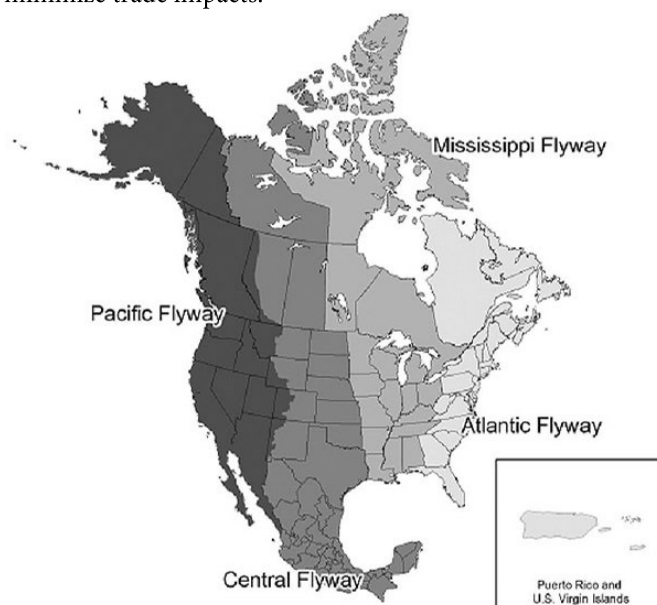 minimize trade impacts.
Mississippi Flyway
Pacific Flyway
Atlantic Flyway
Central Flyway
Puerto Rico and
U.S. Virgin Islands